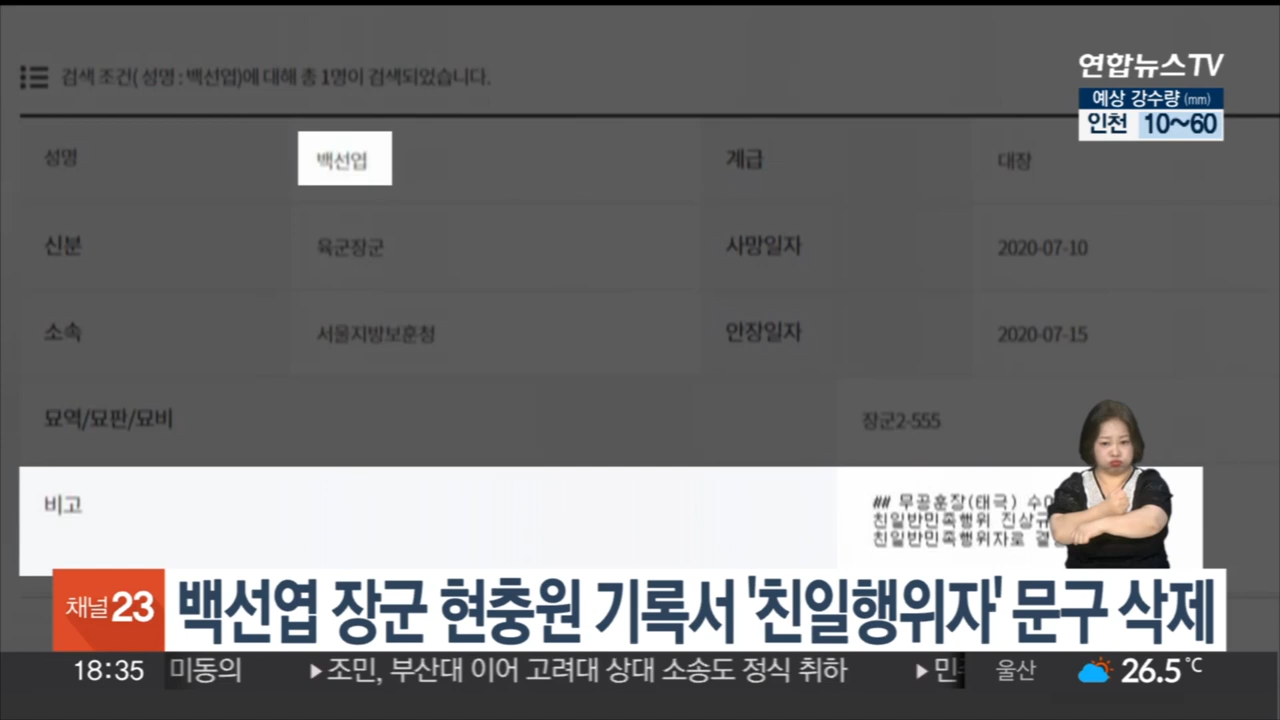 검색 조건( 성명 : 백선엽)에 대해 총 1명이 검색되었습니다.
연합뉴스TV
예상 강수량 (mm)
인천 10~60
성명 백선엽 계급 대장
신분 육군장군 사망일자 2020-07-10
소속 서울지방보훈청 안장일자 2020-07-15
묘역/묘판/묘비 장군2-555
비고
## 무공훈장(태극)
친일반민족행위
친일반민족행위자로
채널 23
백선엽 장군 현충원 기록서 '친일행위자' 문구 삭제
18:35 미동의 ▶조민, 부산대 이어 고려대 상대 소송도 정식 취하 ▶민 울산 26.5℃